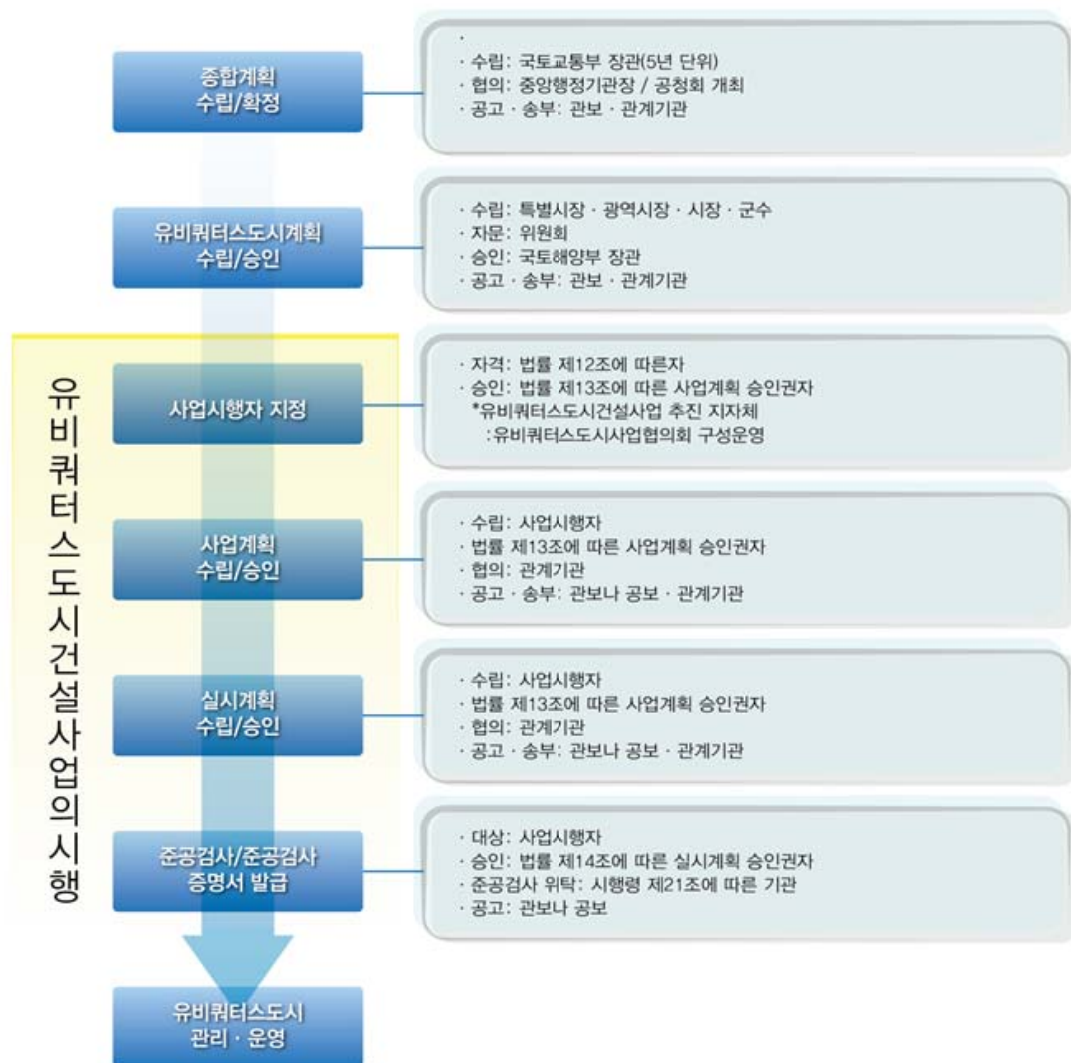 종합계획
수립/확정
·
· 수립: 국토교통부 장관(5년 단위)
· 협의: 중앙행정기관장 / 공청회 개최
· 공고 · 송부: 관보 · 관계기관
유비쿼터스도시계획
수립/승인
· 수립: 특별시장 · 광역시장 · 시장 · 군수
· 자문: 위원회
· 승인: 국토해양부 장관
· 공고 · 송부: 관보 · 관계기관
유비쿼터스도시건설사업의시행
사업시행자 지정
· 자격: 법률 제12조에 따른자
· 승인: 법률 제13조에 따른 사업계획 승인권자
*유비쿼터스도시건설사업 추진 지자체
:유비쿼터스도시사업협의회 구성운영
사업계획
수립/승인
· 수립: 사업시행자
· 법률 제13조에 따른 사업계획 승인권자
· 협의: 관계기관
· 공고 · 송부: 관보나 공보 · 관계기관
실시계획
수립/승인
· 수립: 사업시행자
· 법률 제13조에 따른 사업계획 승인권자
· 협의: 관계기관
· 공고 · 송부: 관보나 공보 · 관계기관
준공검사/준공검사
증명서 발급
· 대상: 사업시행자
· 승인: 법률 제14조에 따른 실시계획 승인권자
· 준공검사 위탁: 시행령 제21조에 따른 기관
· 공고: 관보나 공보
유비쿼터스도시
관리 · 운영